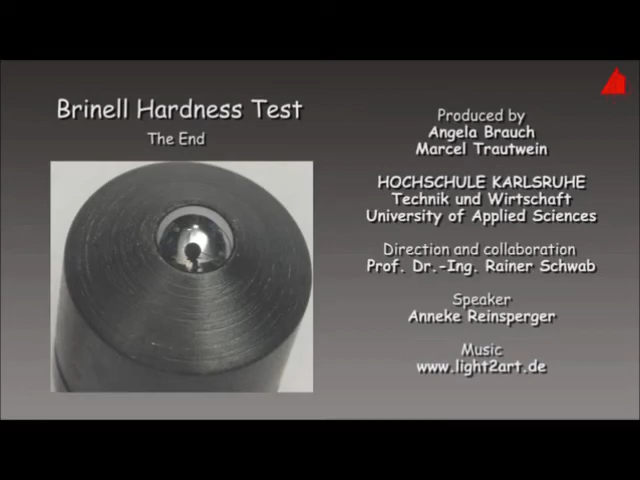 Brinell Hardness Test
The End
Produced by
Angela Brauch
Marcel Trautwein
HOCHSCHULE KARLSRUHE
Technik und Wirtschaft
University of Applied Sciences
Direction and collaboration
Prof. Dr.-Ing. Rainer Schwab
Speaker
Anneke Reinsperger
Music
www.light2art.de